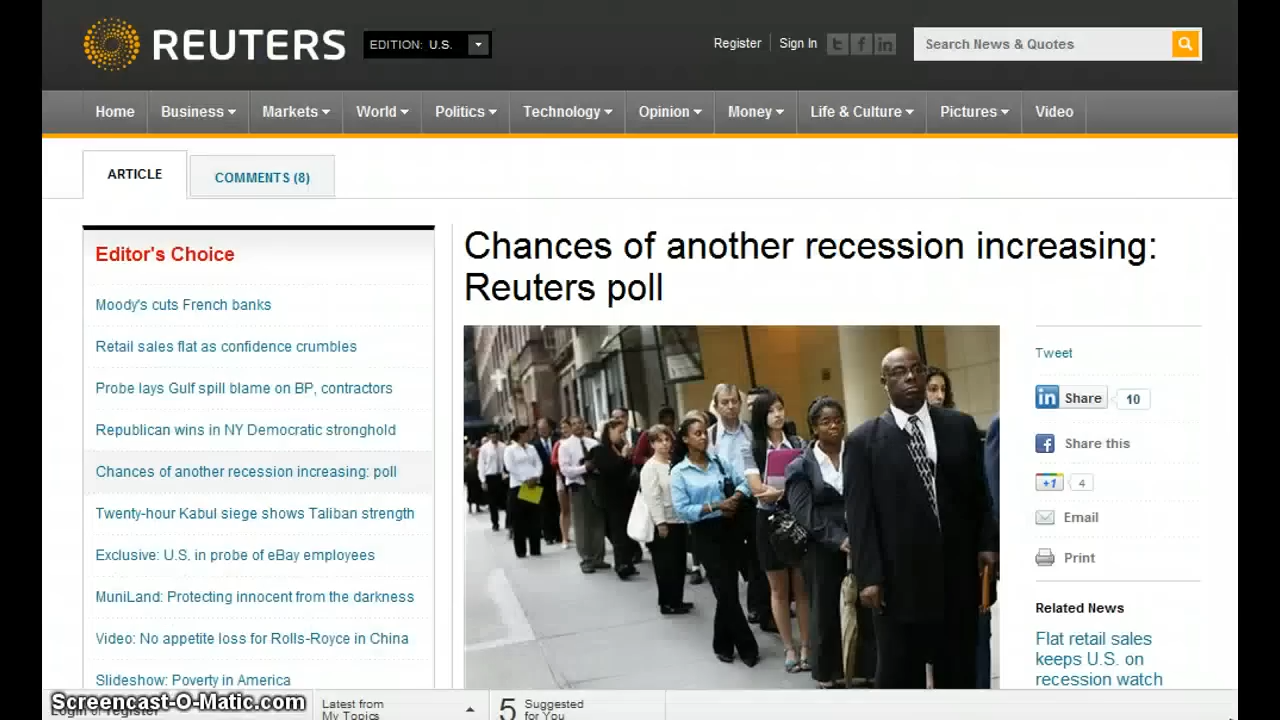 REUTERS
EDITION: U.S.
Register
Sign In
Search News & Quotes
Home
Business
Markets
World
Politics
Technology
Opinion
Money
Life & Culture
Pictures
Video
ARTICLE
COMMENTS (8)
Editor's Choice
Moody's cuts French banks
Retail sales flat as confidence crumbles
Probe lays Gulf spill blame on BP, contractors
Republican wins in NY Democratic stronghold
Chances of another recession increasing: poll
Twenty-hour Kabul siege shows Taliban strength
Exclusive: U.S. in probe of eBay employees
MuniLand: Protecting innocent from the darkness
Video: No appetite loss for Rolls-Royce in China
Slideshow: Poverty in America
Chances of another recession increasing:
Reuters poll
Tweet
in Share 10
f Share this
+1 4
Email
Print
Related News
Flat retail sales
keeps U.S. on
recession watch
Screencast-O-Matic.com
Login or register
Latest from
My Topics
5 Suggested
for You